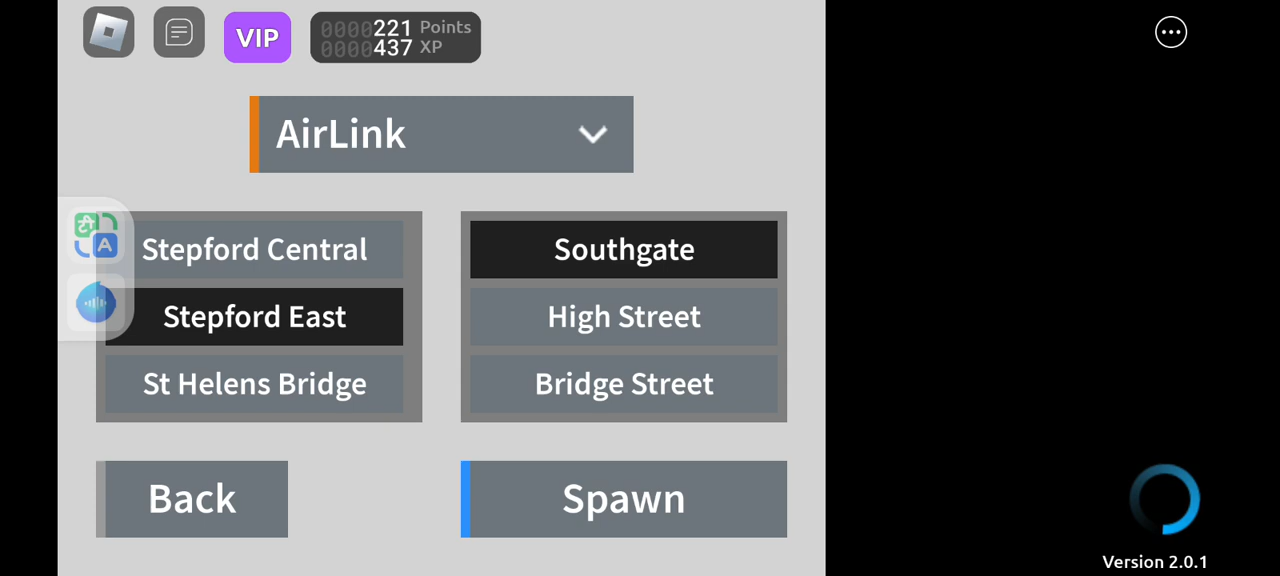 VIP
0000221 Points
0000437 XP
AirLink
Stepford Central
Stepford East
St Helens Bridge
Southgate
High Street
Bridge Street
Back
Spawn
A
Version 2.0.1